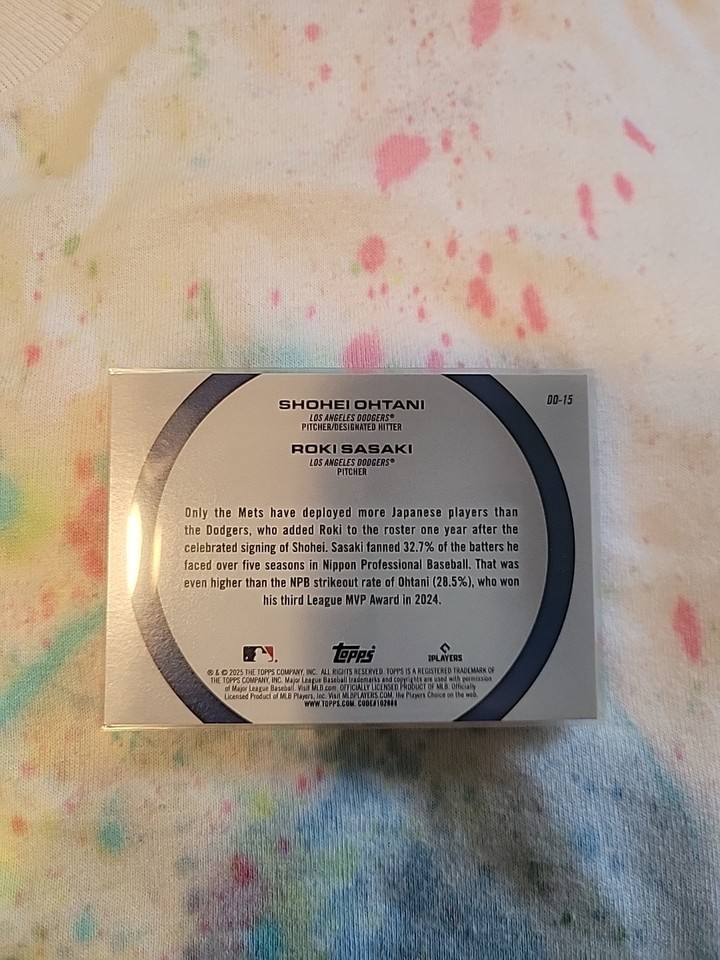 DD-15
SHOHEI OHTANI
LOS ANGELES DODGERS®
PITCHER/DESIGNATED HITTER
ROKI SASAKI
LOS ANGELES DODGERS®
PITCHER
Only the Mets have deployed more Japanese players than
the Dodgers, who added Roki to the roster one year after the
celebrated signing of Shohei. Sasaki fanned 32.7% of the batters he
faced over five seasons in Nippon Professional Baseball. That was
even higher than the NPB strikeout rate of Ohtani (28.5%), who won
his third League MVP Award in 2024.
Topps
PLAYERS
® & © 2025 THE TOPPS COMPANY, INC. ALL RIGHTS RESERVED. TOPPS IS A REGISTERED TRADEMARK OF
THE TOPPS COMPANY, INC. Major League Baseball trademarks and copyrights are used with permission
of Major League Baseball. Visit MLB.com. OFFICIALLY LICENSED PRODUCT OF MLB. Officially
Licensed Product of MLB Players, Inc. Visit MLBPLAYERS.COM, the Players Choice on the web.
WWW.TOPPS.COM. CODE#102688